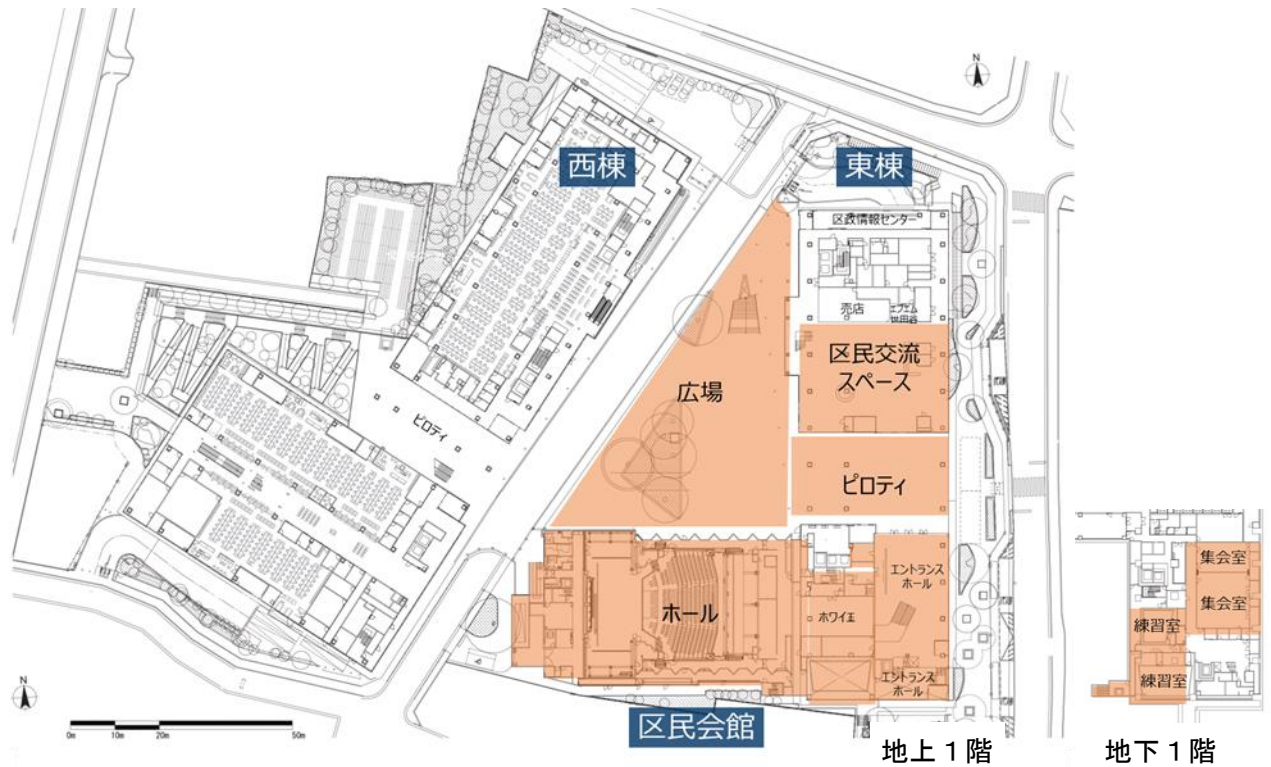 N
西棟
東棟
区政情報センター
売店
エフエム
世田谷
区民交流
スペース
広場
ピロティ
ピロティ
エントランス
ホール
ホール
ホワイエ
エントランス
ホール
集会室
集会室
練習室
練習室
N
0m 10m 20m 50m
区民会館
地上1階
地下1階